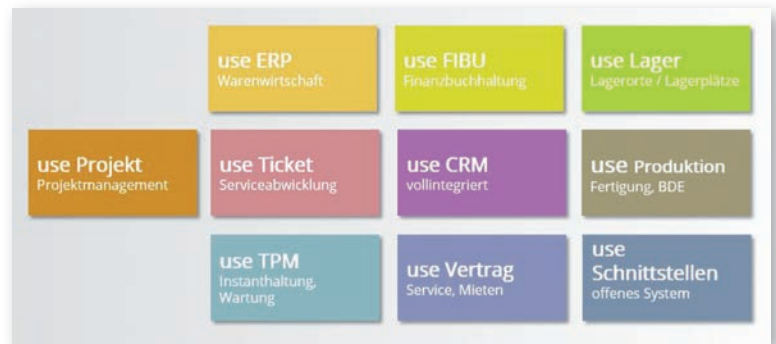 use ERP
Warenwirtschaft
use FIBU
Finanzbuchhaltung
use Lager
Lagerorte / Lagerplätze
use Projekt
Projektmanagement
use Ticket
Serviceabwicklung
use CRM
vollintegriert
use Produktion
Fertigung, BDE
use TPM
Instanthaltung,
Wartung
use Vertrag
Service, Mieten
use
Schnittstellen
offenes System